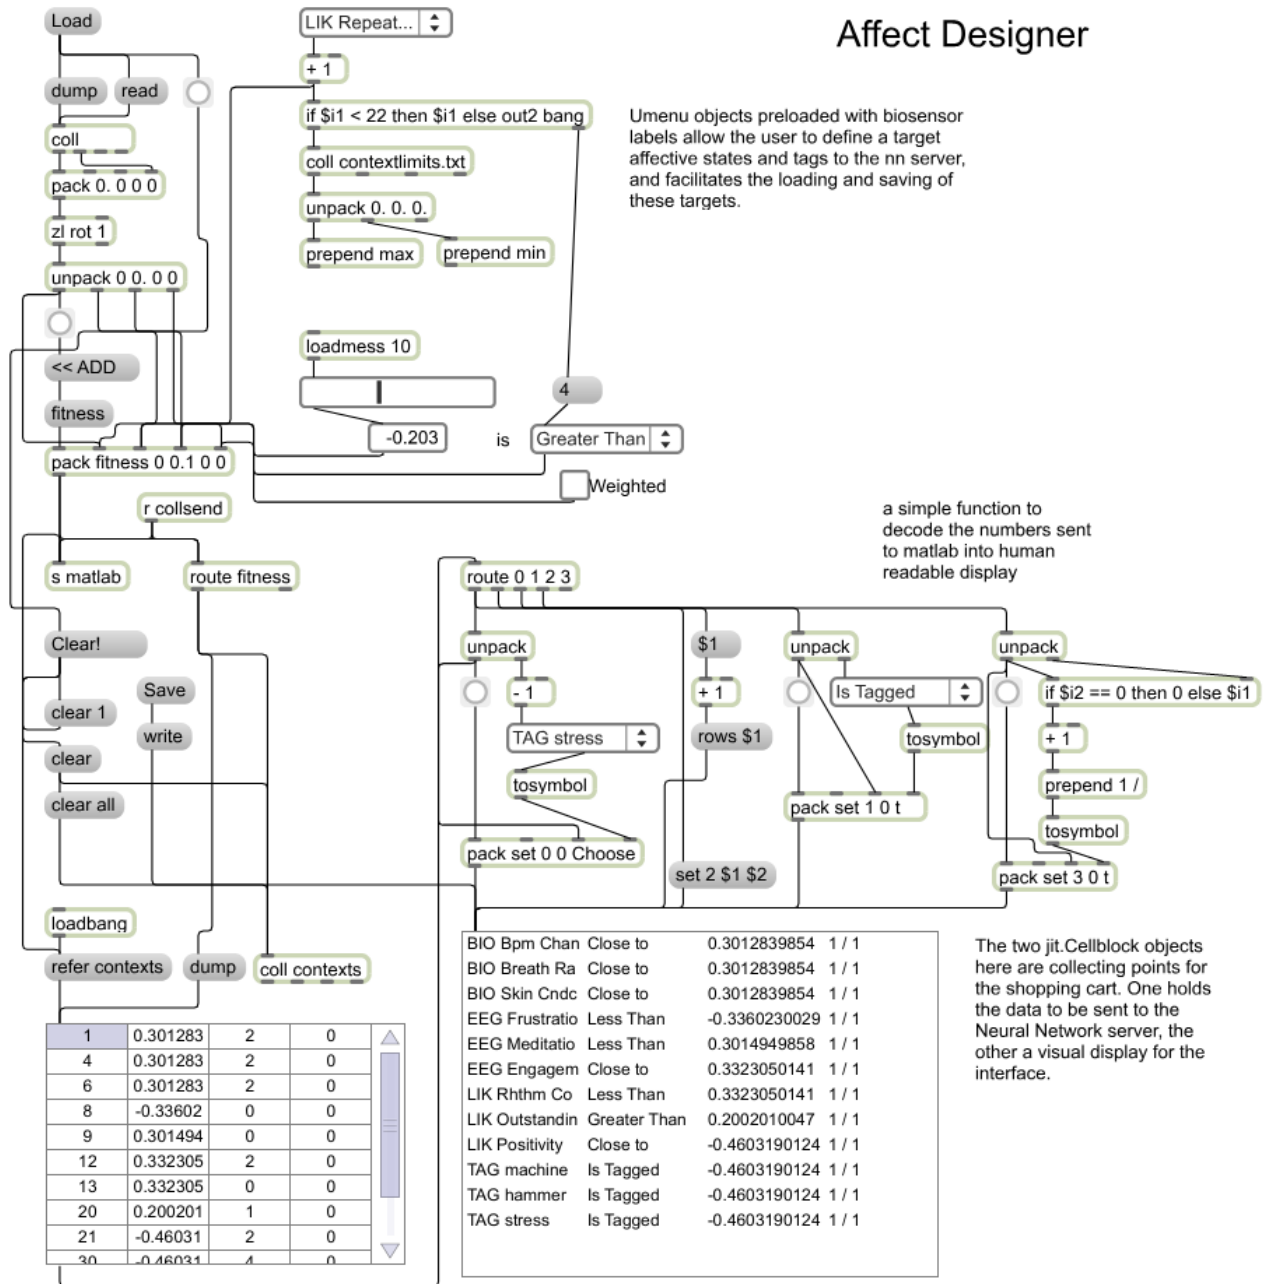 Affect Designer
Load
dump
read
coll
pack 0. 0 0 0
zl rot 1
unpack 0 0. 0 0
<< ADD
fitness
pack fitness 0 0.1 0 0
r collsend
s matlab
route fitness
Clear!
Save
clear 1
write
clear
clear all
loadbang
refer contexts
dump
coll contexts
LIK Repeat...
+ 1
if $i1 < 22 then $i1 else out2 bang
coll contextlimits.txt
unpack 0. 0. 0.
prepend max
prepend min
loadmess 10
4
-0.203
is
Greater Than
Weighted
Umenu objects preloaded with biosensor
labels allow the user to define a target
affective states and tags to the nn server,
and facilitates the loading and saving of
these targets.
a simple function to
decode the numbers sent
to matlab into human
readable display
route 0 1 2 3
unpack
- 1
TAG stress
tosymbol
pack set 0 0 Choose
$1
+ 1
rows $1
set 2 $1 $2
unpack
Is Tagged
tosymbol
pack set 1 0 t
unpack
if $i2 == 0 then 0 else $i1
+ 1
prepend 1 /
tosymbol
pack set 3 0 t
1 0.301283 2 0
4 0.301283 2 0
6 0.301283 2 0
8 -0.33602 0 0
9 0.301494 0 0
12 0.332305 2 0
13 0.332305 0 0
20 0.200201 1 0
21 -0.46031 2 0
30 -0.46031 4 0
BIO Bpm Chan Close to 0.3012839854 1 / 1
BIO Breath Ra Close to 0.3012839854 1 / 1
BIO Skin Cndc Close to 0.3012839854 1 / 1
EEG Frustratio Less Than -0.3360230029 1 / 1
EEG Meditatio Less Than 0.3014949858 1 / 1
EEG Engagem Close to 0.3323050141 1 / 1
LIK Rhthm Co Less Than 0.3323050141 1 / 1
LIK Outstandin Greater Than 0.2002010047 1 / 1
LIK Positivity Close to -0.4603190124 1 / 1
TAG machine Is Tagged -0.4603190124 1 / 1
TAG hammer Is Tagged -0.4603190124 1 / 1
TAG stress Is Tagged -0.4603190124 1 / 1
The two jit.Cellblock objects
here are collecting points for
the shopping cart. One holds
the data to be sent to the
Neural Network server, the
other a visual display for the
interface.